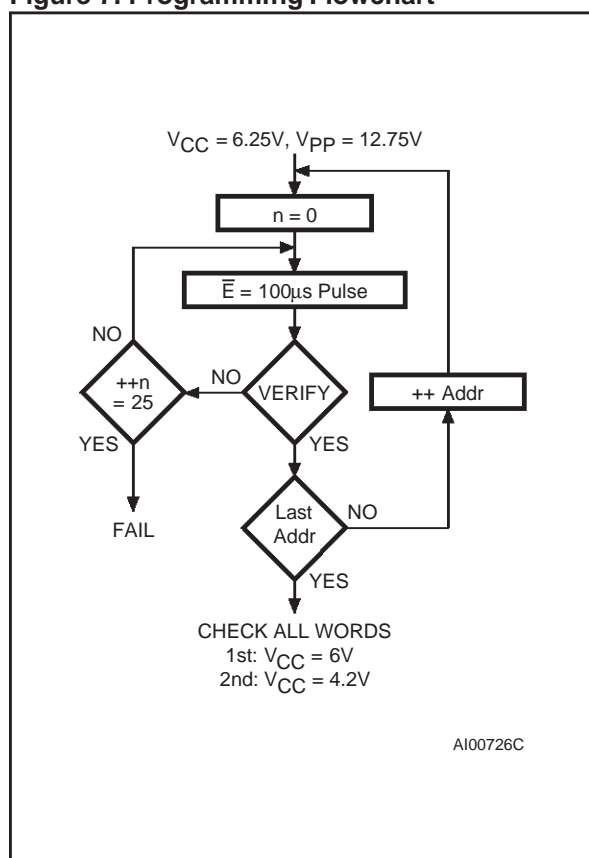 Figure 7. Programming Flowchart
VCC = 6.25V, VPP = 12.75V
n = 0
E̅ = 100µs Pulse
NO
++n
= 25
NO
VERIFY
++ Addr
YES
YES
FAIL
Last
Addr
NO
YES
CHECK ALL WORDS
1st: VCC = 6V
2nd: VCC = 4.2V
AI00726C